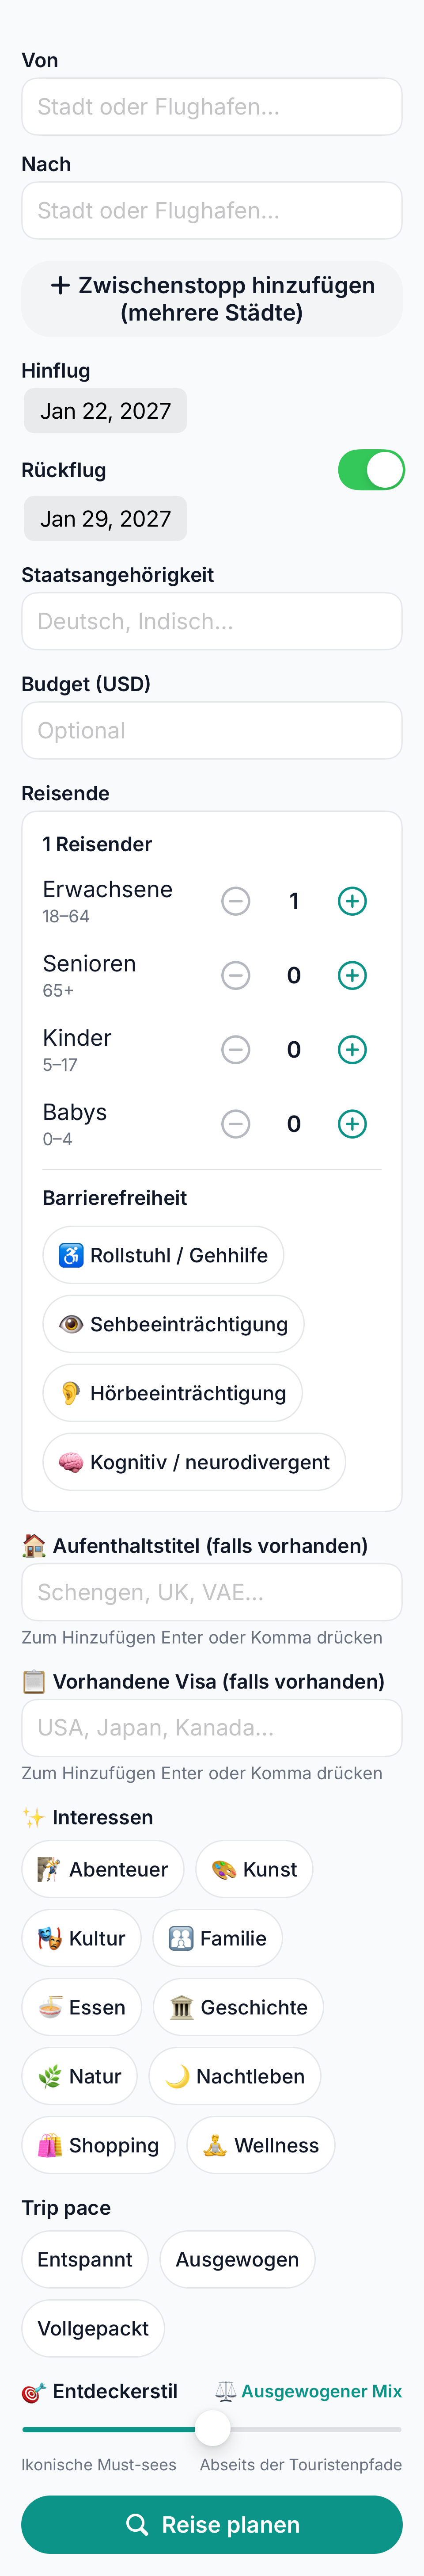 Von
Stadt oder Flughafen...
Nach
Stadt oder Flughafen...
+ Zwischenstopp hinzufügen
(mehrere Städte)
Hinflug
Jan 22, 2027
Rückflug
Jan 29, 2027
Staatsangehörigkeit
Deutsch, Indisch...
Budget (USD)
Optional
Reisende
1 Reisender
Erwachsene
18–64
1
Senioren
65+
0
Kinder
5–17
0
Babys
0–4
0
Barrierefreiheit
♿ Rollstuhl / Gehhilfe
👁️ Sehbeeinträchtigung
🦻 Hörbeeinträchtigung
🧠 Kognitiv / neurodivergent
🏠 Aufenthaltstitel (falls vorhanden)
Schengen, UK, VAE...
Zum Hinzufügen Enter oder Komma drücken
📋 Vorhandene Visa (falls vorhanden)
USA, Japan, Kanada...
Zum Hinzufügen Enter oder Komma drücken
✨ Interessen
🧗 Abenteuer 🎨 Kunst
🎭 Kultur 👪 Familie
🍜 Essen 🏛️ Geschichte
🌿 Natur 🌙 Nachtleben
🛍️ Shopping 🧘 Wellness
Trip pace
Entspannt Ausgewogen
Vollgepackt
🎯 Entdeckerstil ⚖️ Ausgewogener Mix
Ikonische Must-sees Abseits der Touristenpfade
Reise planen